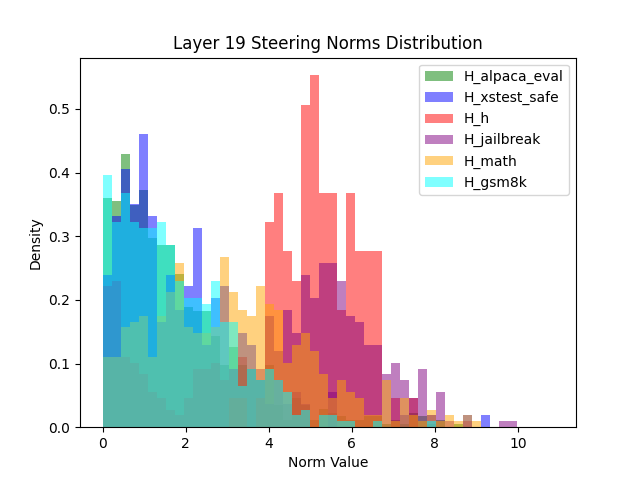 Layer 19 Steering Norms Distribution
H_alpaca_eval
H_xstest_safe
H_h
H_jailbreak
H_math
H_gsm8k
Density
0.5
0.4
0.3
0.2
0.1
0.0
0 2 4 6 8 10
Norm Value